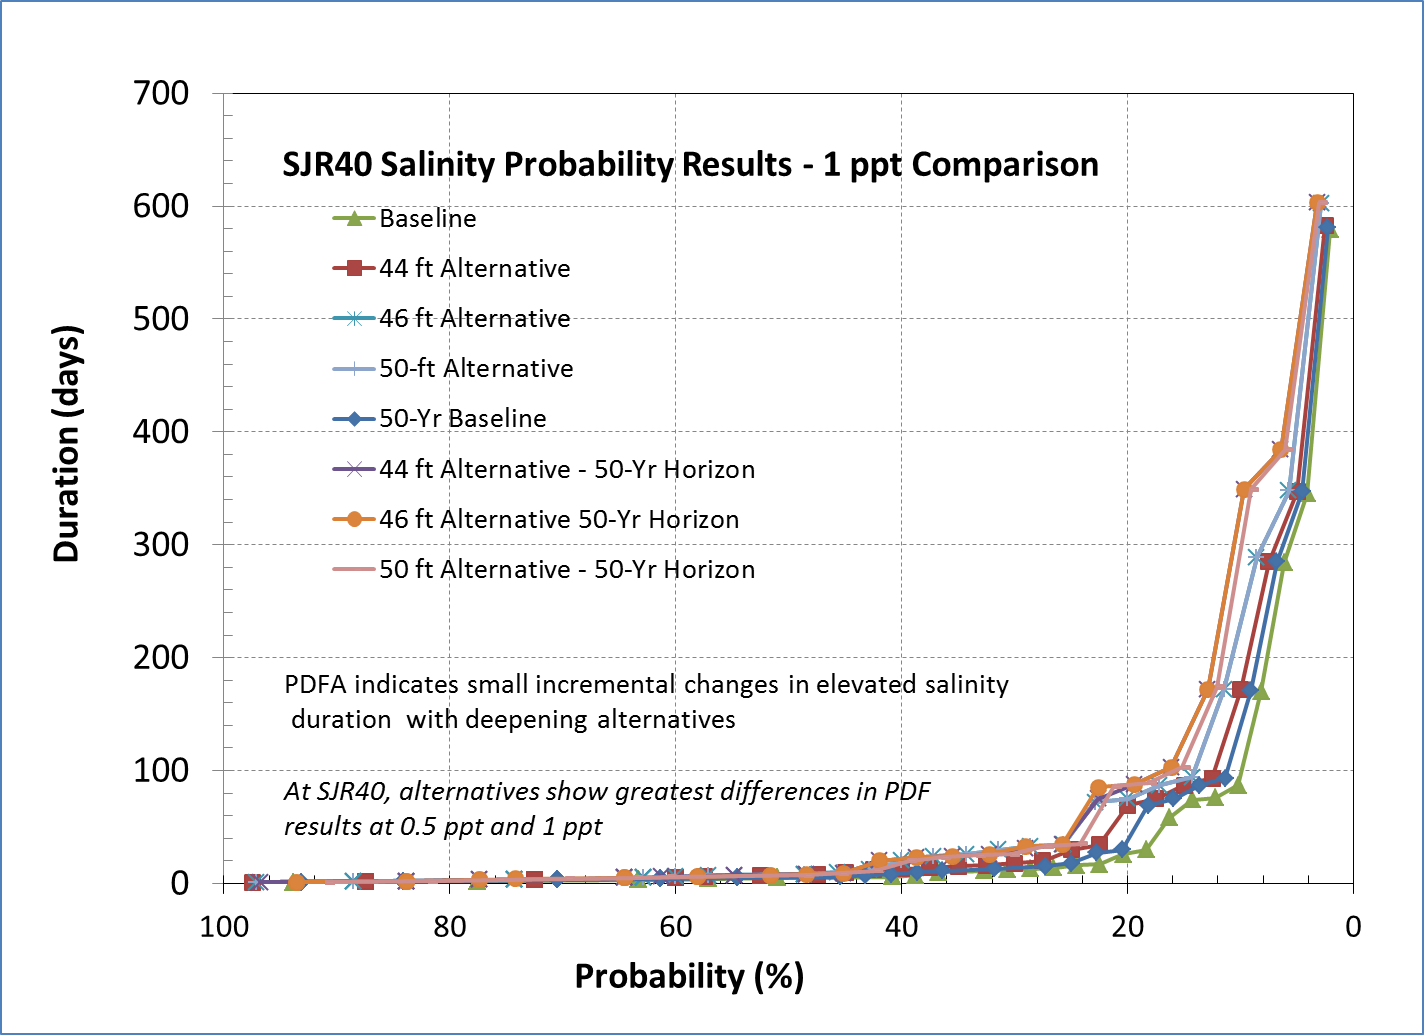 700
600
500
400
300
200
100
0
Duration (days)
SJR40 Salinity Probability Results - 1 ppt Comparison
Baseline
44 ft Alternative
46 ft Alternative
50-ft Alternative
50-Yr Baseline
44 ft Alternative - 50-Yr Horizon
46 ft Alternative 50-Yr Horizon
50 ft Alternative - 50-Yr Horizon
PDFA indicates small incremental changes in elevated salinity
duration with deepening alternatives
At SJR40, alternatives show greatest differences in PDF
results at 0.5 ppt and 1 ppt
100 80 60 40 20 0
Probability (%)